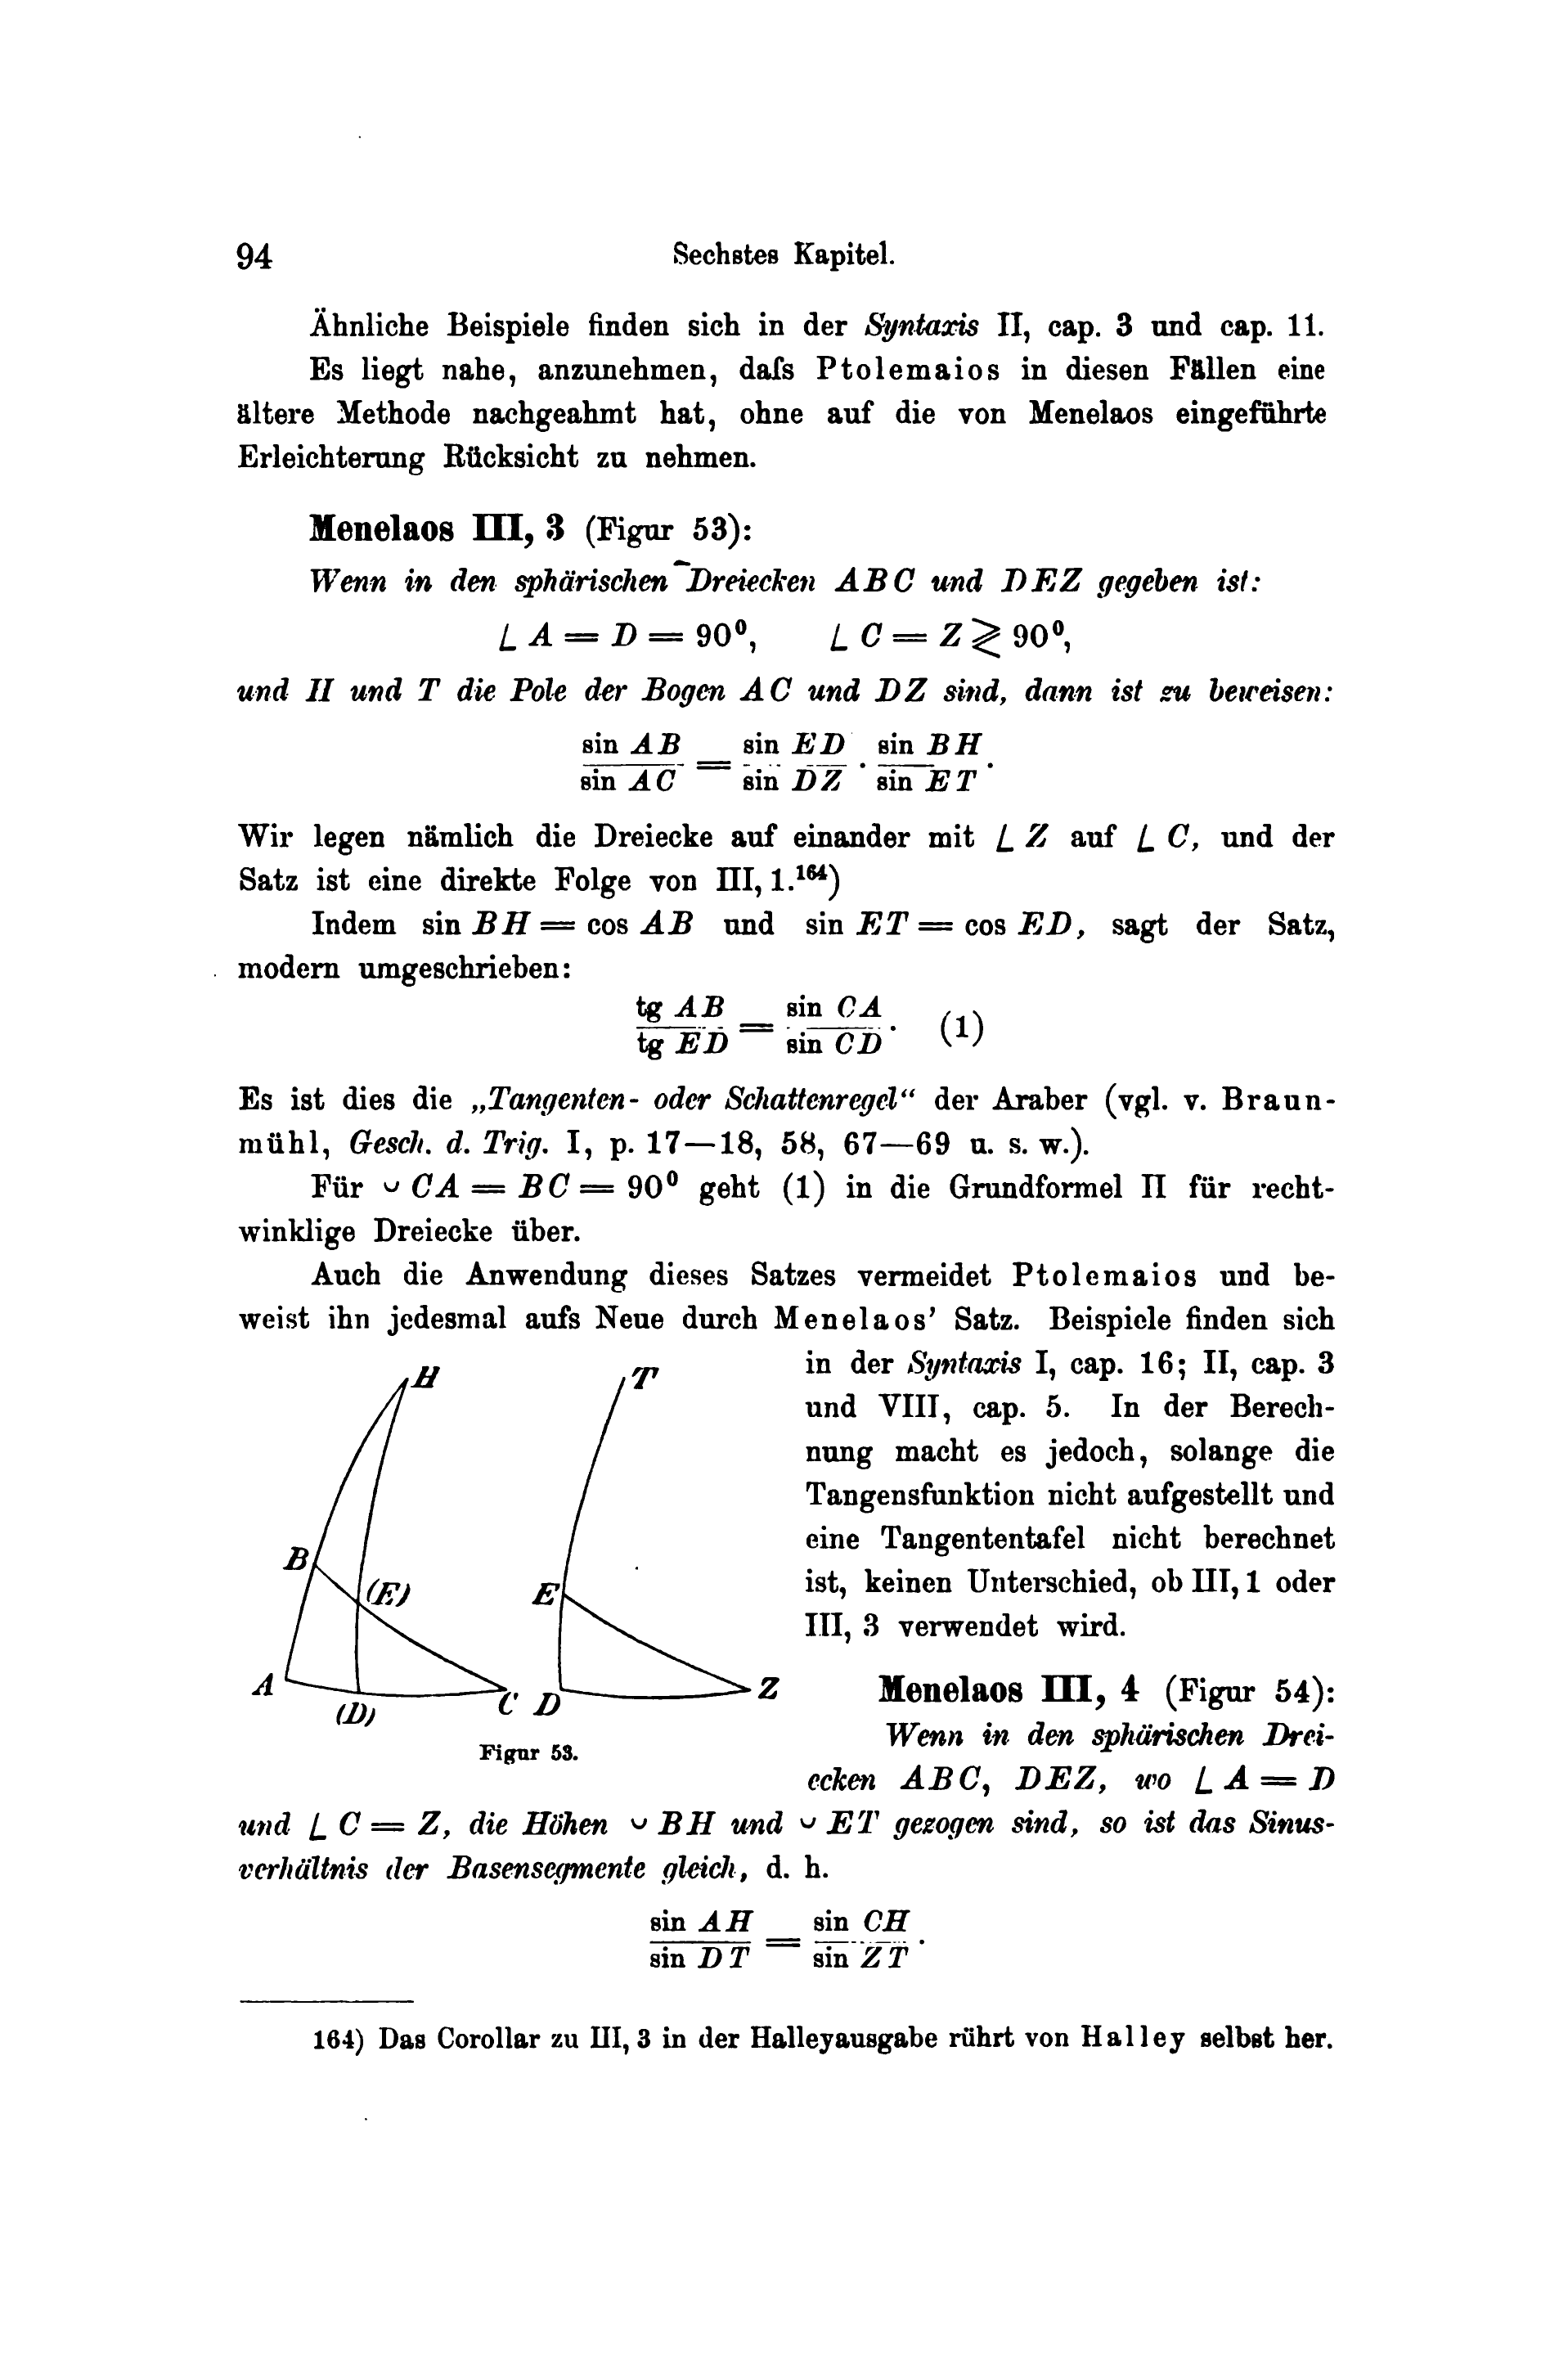 94
Sechstes Kapitel.
Ähnliche Beispiele finden sich in der Syntaxis II, cap. 3 und cap. 11.
Es liegt nahe, anzunehmen, daſs Ptolemaios in diesen Fällen eine
ältere Methode nachgeahmt hat, ohne auf die von Menelaos eingeführte
Erleichterung Rücksicht zu nehmen.
Menelaos III, 3 (Figur 53):
Wenn in den sphärischen Dreiecken ABC und DEZ gegeben ist:
∠ A = D = 90⁰, ∠ C = Z ≷ 90⁰,
und H und T die Pole der Bogen AC und DZ sind, dann ist zu beweisen:
sin AB / sin AC = sin ED / sin DZ · sin BH / sin ET.
Wir legen nämlich die Dreiecke auf einander mit ∠ Z auf ∠ C, und der
Satz ist eine direkte Folge von III, 1.¹⁶⁴)
Indem sin BH = cos AB und sin ET = cos ED, sagt der Satz,
modern umgeschrieben:
tg AB / tg ED = sin CA / sin CD. (1)
Es ist dies die „Tangenten- oder Schattenregel“ der Araber (vgl. v. Braun-
mühl, Gesch. d. Trig. I, p. 17—18, 58, 67—69 u. s. w.).
Für ⌣ CA = BC = 90⁰ geht (1) in die Grundformel II für recht-
winklige Dreiecke über.
Auch die Anwendung dieses Satzes vermeidet Ptolemaios und be-
weist ihn jedesmal aufs Neue durch Menelaos’ Satz. Beispiele finden sich
in der Syntaxis I, cap. 16; II, cap. 3
und VIII, cap. 5. In der Berech-
nung macht es jedoch, solange die
Tangensfunktion nicht aufgestellt und
eine Tangententafel nicht berechnet
ist, keinen Unterschied, ob III, 1 oder
III, 3 verwendet wird.
H
T
B
(E)
E
A
(D)
C
D
Z
Figur 53.
Menelaos III, 4 (Figur 54):
Wenn in den sphärischen Drei-
ecken ABC, DEZ, wo ∠ A = D
und ∠ C = Z, die Höhen ⌣ BH und ⌣ ET gezogen sind, so ist das Sinus-
verhältnis der Basensegmente gleich, d. h.
sin AH / sin DT = sin CH / sin ZT.
164) Das Corollar zu III, 3 in der Halleyausgabe rührt von Halley selbst her.